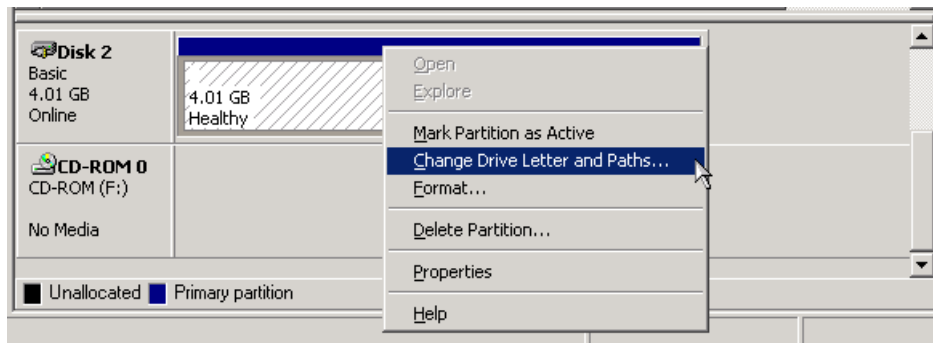 Disk 2
Basic
4.01 GB
Online
4.01 GB
Healthy
CD-ROM 0
CD-ROM (F:)
No Media
Unallocated Primary partition
Open
Explore
Mark Partition as Active
Change Drive Letter and Paths...
Format...
Delete Partition...
Properties
Help